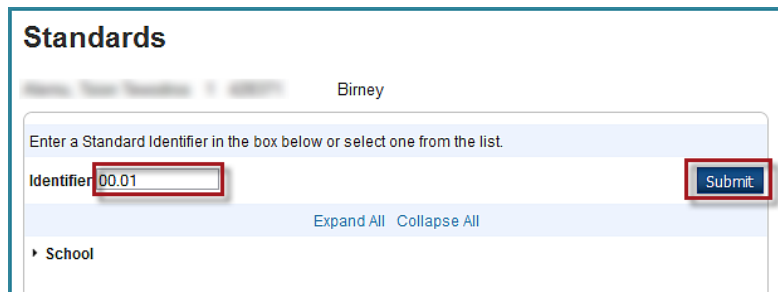 Standards
Birney
Enter a Standard Identifier in the box below or select one from the list.
Identifier 00.01 Submit
Expand All Collapse All
School